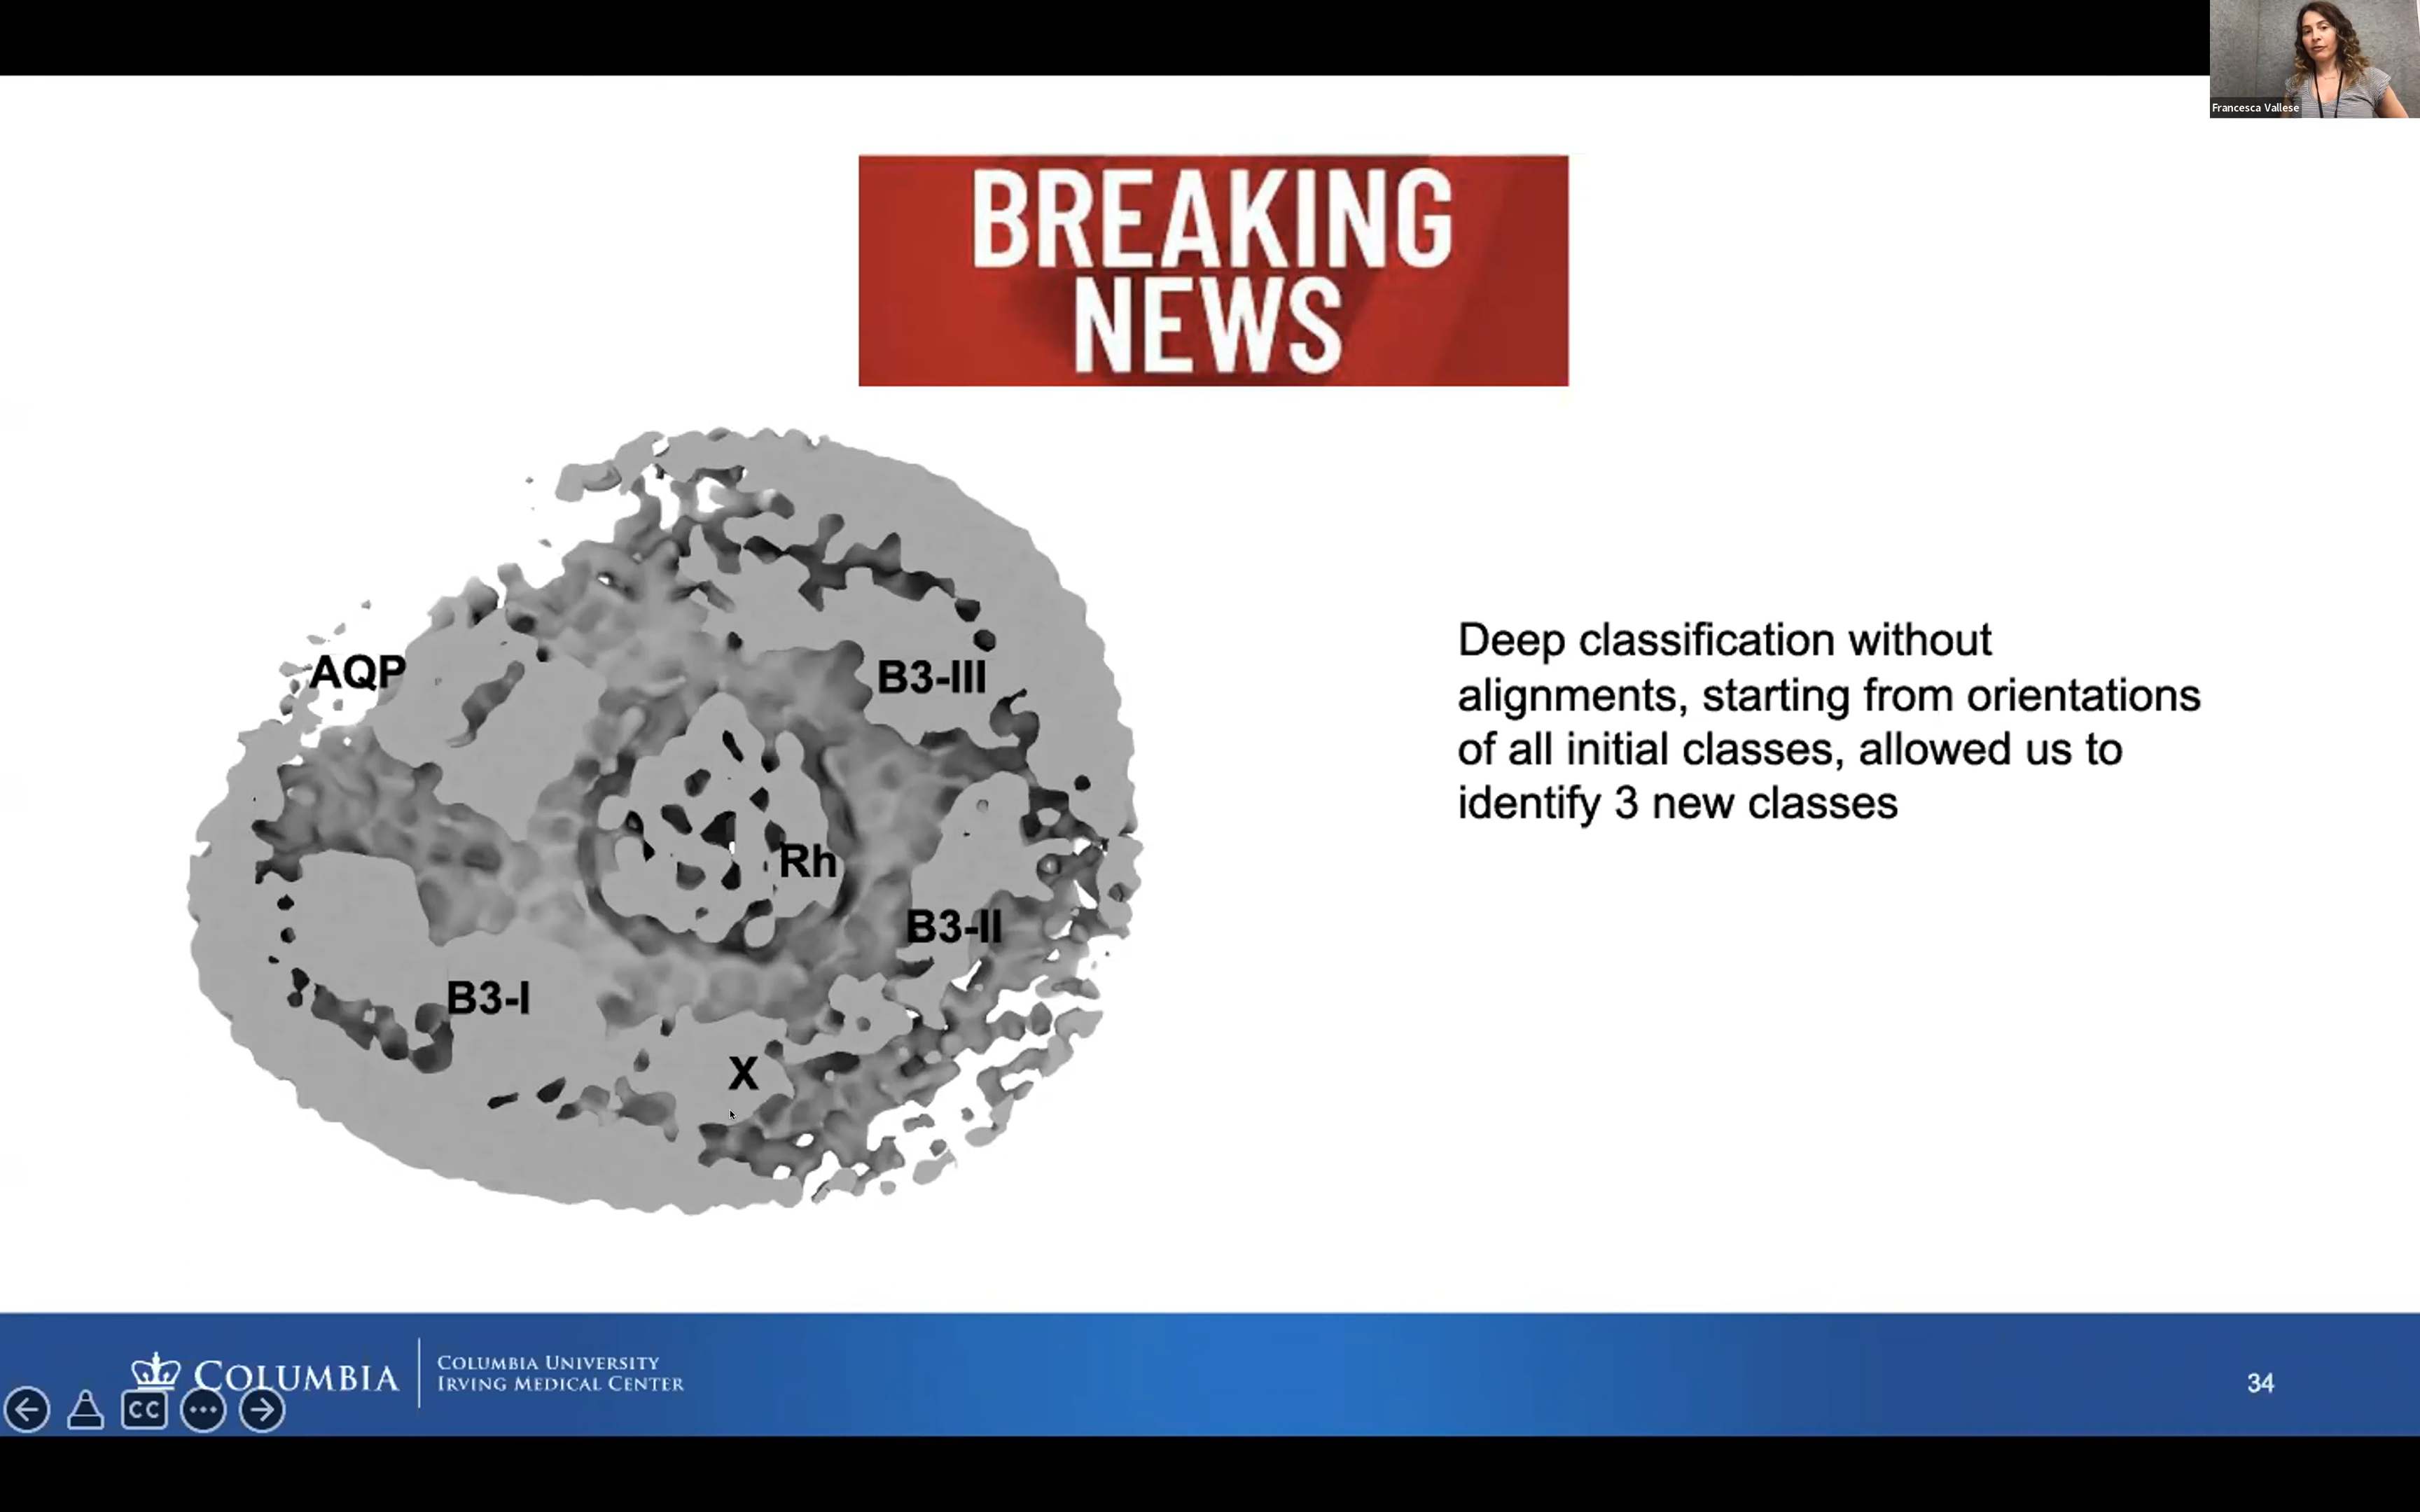 Francesca Vallese
BREAKING
NEWS
AQP
B3-III
Rh
B3-II
B3-I
X
Deep classification without
alignments, starting from orientations
of all initial classes, allowed us to
identify 3 new classes
COLUMBIA
COLUMBIA UNIVERSITY
IRVING MEDICAL CENTER
CC
34